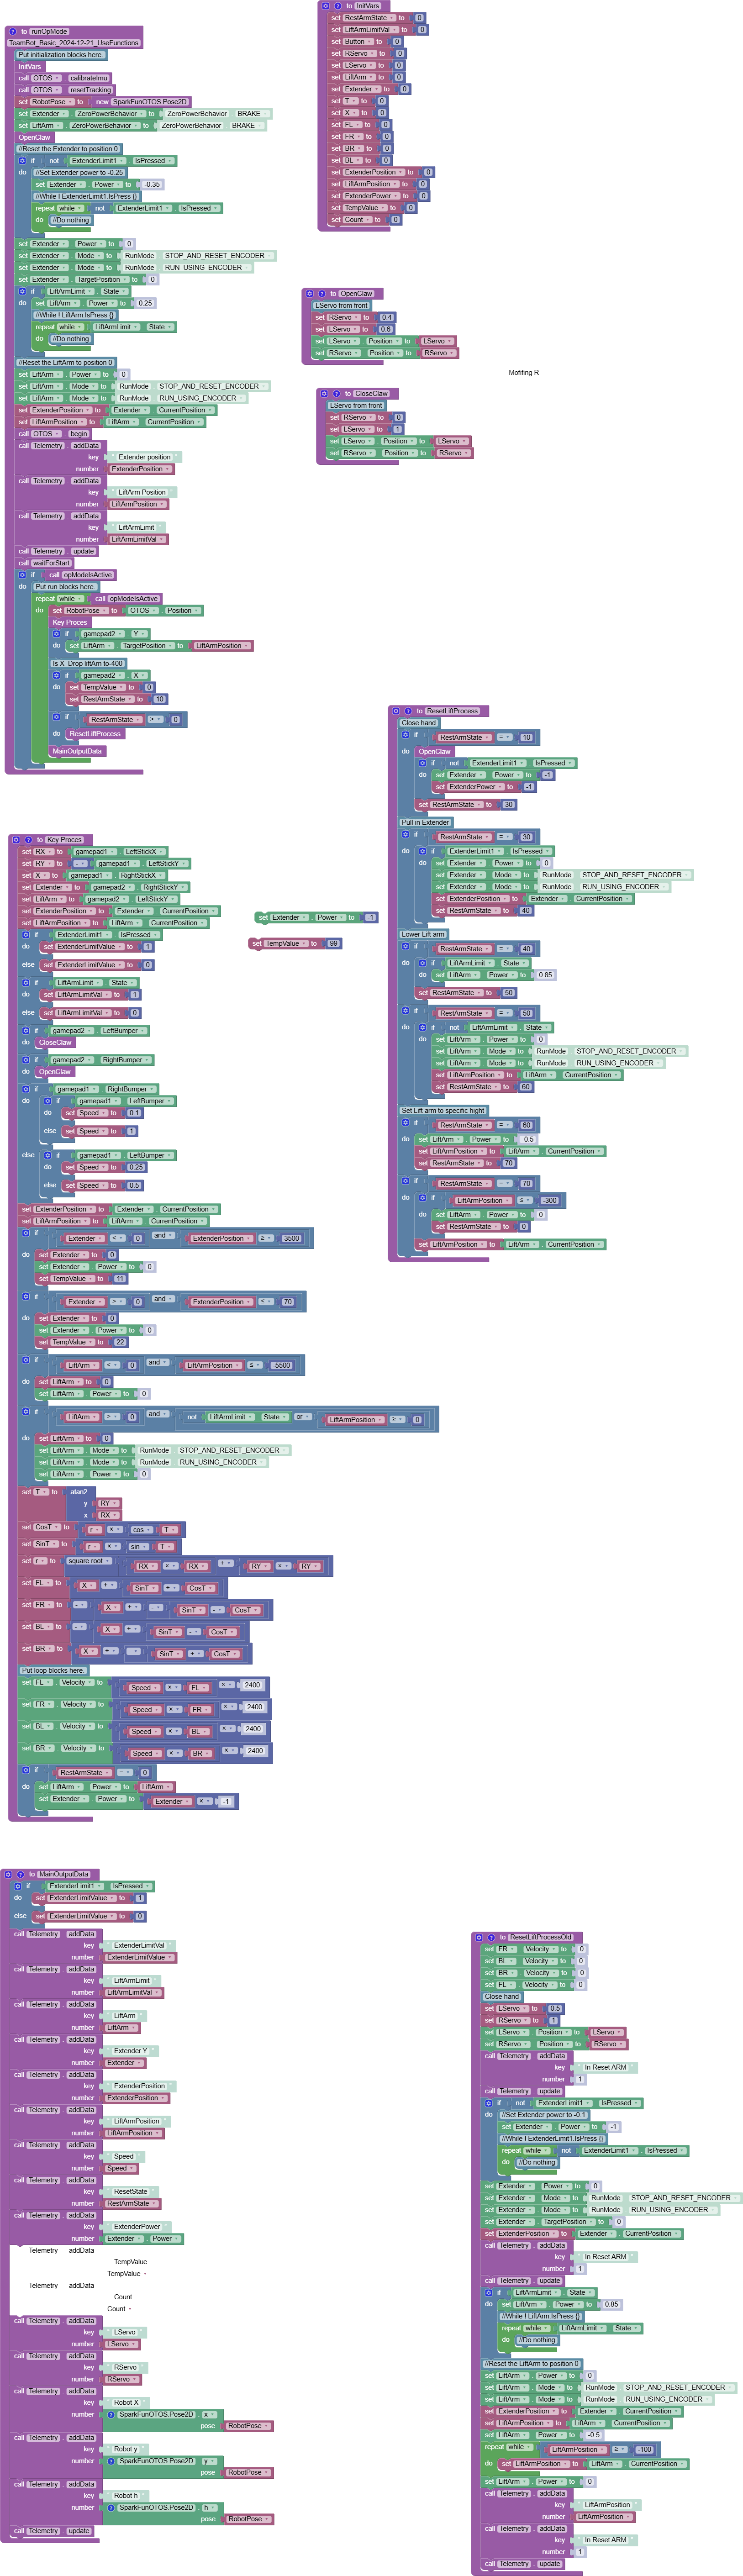 to runOpMode
TeamBot_Basic_2024-12-21_UseFunctions
Put initialization blocks here.
InitVars
call OTOS . calibrateImu
call OTOS . resetTracking
set RobotPose to new SparkFunOTOS.Pose2D
set Extender . ZeroPowerBehavior to ZeroPowerBehavior BRAKE
set LiftArm . ZeroPowerBehavior to ZeroPowerBehavior BRAKE
OpenClaw
//Reset the Extender to position 0
if not ExtenderLimit1 . IsPressed
do //Set Extender power to -0.25
set Extender . Power to -0.35
//While ! ExtenderLimit1 IsPress {}
repeat while not ExtenderLimit1 . IsPressed
do //Do nothing
set Extender . Power to 0
set Extender . Mode to RunMode STOP_AND_RESET_ENCODER
set Extender . Mode to RunMode RUN_USING_ENCODER
set Extender . TargetPosition to 0
if LiftArmLimit . State
do set LiftArm . Power to 0.25
//While ! LiftArm.IsPress {}
repeat while LiftArmLimit . State
do //Do nothing
//Reset the LiftArm to position 0
set LiftArm . Power to 0
set LiftArm . Mode to RunMode STOP_AND_RESET_ENCODER
set LiftArm . Mode to RunMode RUN_USING_ENCODER
set ExtenderPosition to Extender . CurrentPosition
set LiftArmPosition to LiftArm . CurrentPosition
call OTOS . begin
call Telemetry . addData
key " Extender position "
number ExtenderPosition
call Telemetry . addData
key " LiftArm Position "
number LiftArmPosition
call Telemetry . addData
key " LiftArmLimit "
number LiftArmLimitVal
call Telemetry . update
call waitForStart
if call opModeIsActive
do Put run blocks here.
repeat while call opModeIsActive
do set RobotPose to OTOS . Position
Key Proces
if gamepad2 . Y
do set LiftArm . TargetPosition to LiftArmPosition
Is X Drop liftArn to-400
if gamepad2 . X
do set TempValue to 0
set RestArmState to 10
if RestArmState > 0
do ResetLiftProcess
MainOutputData
to InitVars
set RestArmState to 0
set LiftArmLimitVal to 0
set Button to 0
set RServo to 0
set LServo to 0
set LiftArm to 0
set Extender to 0
set T to 0
set X to 0
set FL to 0
set FR to 0
set BR to 0
set BL to 0
set ExtenderPosition to 0
set LiftArmPosition to 0
set ExtenderPower to 0
set TempValue to 0
set Count to 0
to OpenClaw
LServo from front
set RServo to 0.4
set LServo to 0.6
set LServo . Position to LServo
set RServo . Position to RServo
Mofifing R
to CloseClaw
LServo from front
set RServo to 0
set LServo to 1
set LServo . Position to LServo
set RServo . Position to RServo
to ResetLiftProcess
Close hand
if RestArmState = 10
do OpenClaw
if not ExtenderLimit1 . IsPressed
do set Extender . Power to -1
set ExtenderPower to -1
set RestArmState to 30
Pull in Extender
if RestArmState = 30
do if ExtenderLimit1 . IsPressed
do set Extender . Power to 0
set Extender . Mode to RunMode STOP_AND_RESET_ENCODER
set Extender . Mode to RunMode RUN_USING_ENCODER
set ExtenderPosition to Extender . CurrentPosition
set RestArmState to 40
Lower Lift arm
if RestArmState = 40
do if LiftArmLimit . State
do set LiftArm . Power to 0.85
set RestArmState to 50
if RestArmState = 50
do if not LiftArmLimit . State
do set LiftArm . Power to 0
set LiftArm . Mode to RunMode STOP_AND_RESET_ENCODER
set LiftArm . Mode to RunMode RUN_USING_ENCODER
set LiftArmPosition to LiftArm . CurrentPosition
set RestArmState to 60
Set Lift arm to specific hight
if RestArmState = 60
do set LiftArm . Power to -0.5
set LiftArmPosition to LiftArm . CurrentPosition
set RestArmState to 70
if RestArmState = 70
do if LiftArmPosition ≤ -300
do set LiftArm . Power to 0
set RestArmState to 0
set LiftArmPosition to LiftArm . CurrentPosition
to Key Proces
set RX to gamepad1 . LeftStickX
set RY to - gamepad1 . LeftStickY
set X to gamepad1 . RightStickX
set Extender to gamepad2 . RightStickY
set LiftArm to gamepad2 . LeftStickY
set ExtenderPosition to Extender . CurrentPosition
set LiftArmPosition to LiftArm . CurrentPosition
if ExtenderLimit1 . IsPressed
do set ExtenderLimitValue to 1
else set ExtenderLimitValue to 0
if LiftArmLimit . State
do set LiftArmLimitVal to 1
else set LiftArmLimitVal to 0
if gamepad2 . LeftBumper
do CloseClaw
if gamepad2 . RightBumper
do OpenClaw
if gamepad1 . RightBumper
do if gamepad1 . LeftBumper
do set Speed to 0.1
else set Speed to 1
else if gamepad1 . LeftBumper
do set Speed to 0.25
else set Speed to 0.5
set ExtenderPosition to Extender . CurrentPosition
set LiftArmPosition to LiftArm . CurrentPosition
if Extender < 0 and ExtenderPosition ≥ 3500
do set Extender to 0
set Extender . Power to 0
set TempValue to 11
if Extender > 0 and ExtenderPosition ≤ 70
do set Extender to 0
set Extender . Power to 0
set TempValue to 22
if LiftArm < 0 and LiftArmPosition ≤ -5500
do set LiftArm to 0
set LiftArm . Power to 0
if LiftArm > 0 and not LiftArmLimit . State or LiftArmPosition ≥ 0
do set LiftArm to 0
set LiftArm . Mode to RunMode STOP_AND_RESET_ENCODER
set LiftArm . Mode to RunMode RUN_USING_ENCODER
set LiftArm . Power to 0
set T to atan2
y RY
x RX
set CosT to r × cos T
set SinT to r × sin T
set r to square root RX × RX + RY × RY
set FL to X + SinT + CosT
set FR to - X + - SinT - CosT
set BL to - X + SinT - CosT
set BR to X + - SinT + CosT
Put loop blocks here.
set FL . Velocity to Speed × FL × 2400
set FR . Velocity to Speed × FR × 2400
set BL . Velocity to Speed × BL × 2400
set BR . Velocity to Speed × BR × 2400
if RestArmState = 0
do set LiftArm . Power to LiftArm
set Extender . Power to Extender × -1
set Extender . Power to -1
set TempValue to 99
to MainOutputData
if ExtenderLimit1 . IsPressed
do set ExtenderLimitValue to 1
else set ExtenderLimitValue to 0
call Telemetry . addData
key " ExtenderLimitVal "
number ExtenderLimitValue
call Telemetry . addData
key " LiftArmLimit "
number LiftArmLimitVal
call Telemetry . addData
key " LiftArm "
number LiftArm
call Telemetry . addData
key " Extender Y "
number Extender
call Telemetry . addData
key " ExtenderPosition "
number ExtenderPosition
call Telemetry . addData
key " LiftArmPosition "
number LiftArmPosition
call Telemetry . addData
key " Speed "
number Speed
call Telemetry . addData
key " ResetState "
number RestArmState
call Telemetry . addData
key " ExtenderPower "
number Extender . Power
Telemetry addData
TempValue
TempValue
Telemetry addData
Count
Count
call Telemetry . addData
key " LServo "
number LServo
call Telemetry . addData
key " RServo "
number RServo
call Telemetry . addData
key " Robot X "
number SparkFunOTOS.Pose2D . x
pose RobotPose
call Telemetry . addData
key " Robot y "
number SparkFunOTOS.Pose2D . y
pose RobotPose
call Telemetry . addData
key " Robot h "
number SparkFunOTOS.Pose2D . h
pose RobotPose
call Telemetry . update
to ResetLiftProcessOld
set FR . Velocity to 0
set BL . Velocity to 0
set BR . Velocity to 0
set FL . Velocity to 0
Close hand
set LServo to 0.5
set RServo to 1
set LServo . Position to LServo
set RServo . Position to RServo
call Telemetry . addData
key " In Reset ARM "
number 1
call Telemetry . update
if not ExtenderLimit1 . IsPressed
do //Set Extender power to -0.1
set Extender . Power to -1
//While ! ExtenderLimit1.IsPress {}
repeat while not ExtenderLimit1 . IsPressed
do //Do nothing
set Extender . Power to 0
set Extender . Mode to RunMode STOP_AND_RESET_ENCODER
set Extender . Mode to RunMode RUN_USING_ENCODER
set Extender . TargetPosition to 0
set ExtenderPosition to Extender . CurrentPosition
call Telemetry . addData
key " In Reset ARM "
number 1
call Telemetry . update
if LiftArmLimit . State
do set LiftArm . Power to 0.85
//While ! LiftArm.IsPress {}
repeat while LiftArmLimit . State
do //Do nothing
//Reset the LiftArm to position 0
set LiftArm . Power to 0
set LiftArm . Mode to RunMode STOP_AND_RESET_ENCODER
set LiftArm . Mode to RunMode RUN_USING_ENCODER
set ExtenderPosition to Extender . CurrentPosition
set LiftArmPosition to LiftArm . CurrentPosition
set LiftArm . Power to -0.5
repeat while LiftArmPosition ≥ -100
do set LiftArmPosition to LiftArm . CurrentPosition
set LiftArm . Power to 0
call Telemetry . addData
key " LiftArmPosition "
number LiftArmPosition
call Telemetry . addData
key " In Reset ARM "
number 1
call Telemetry . update